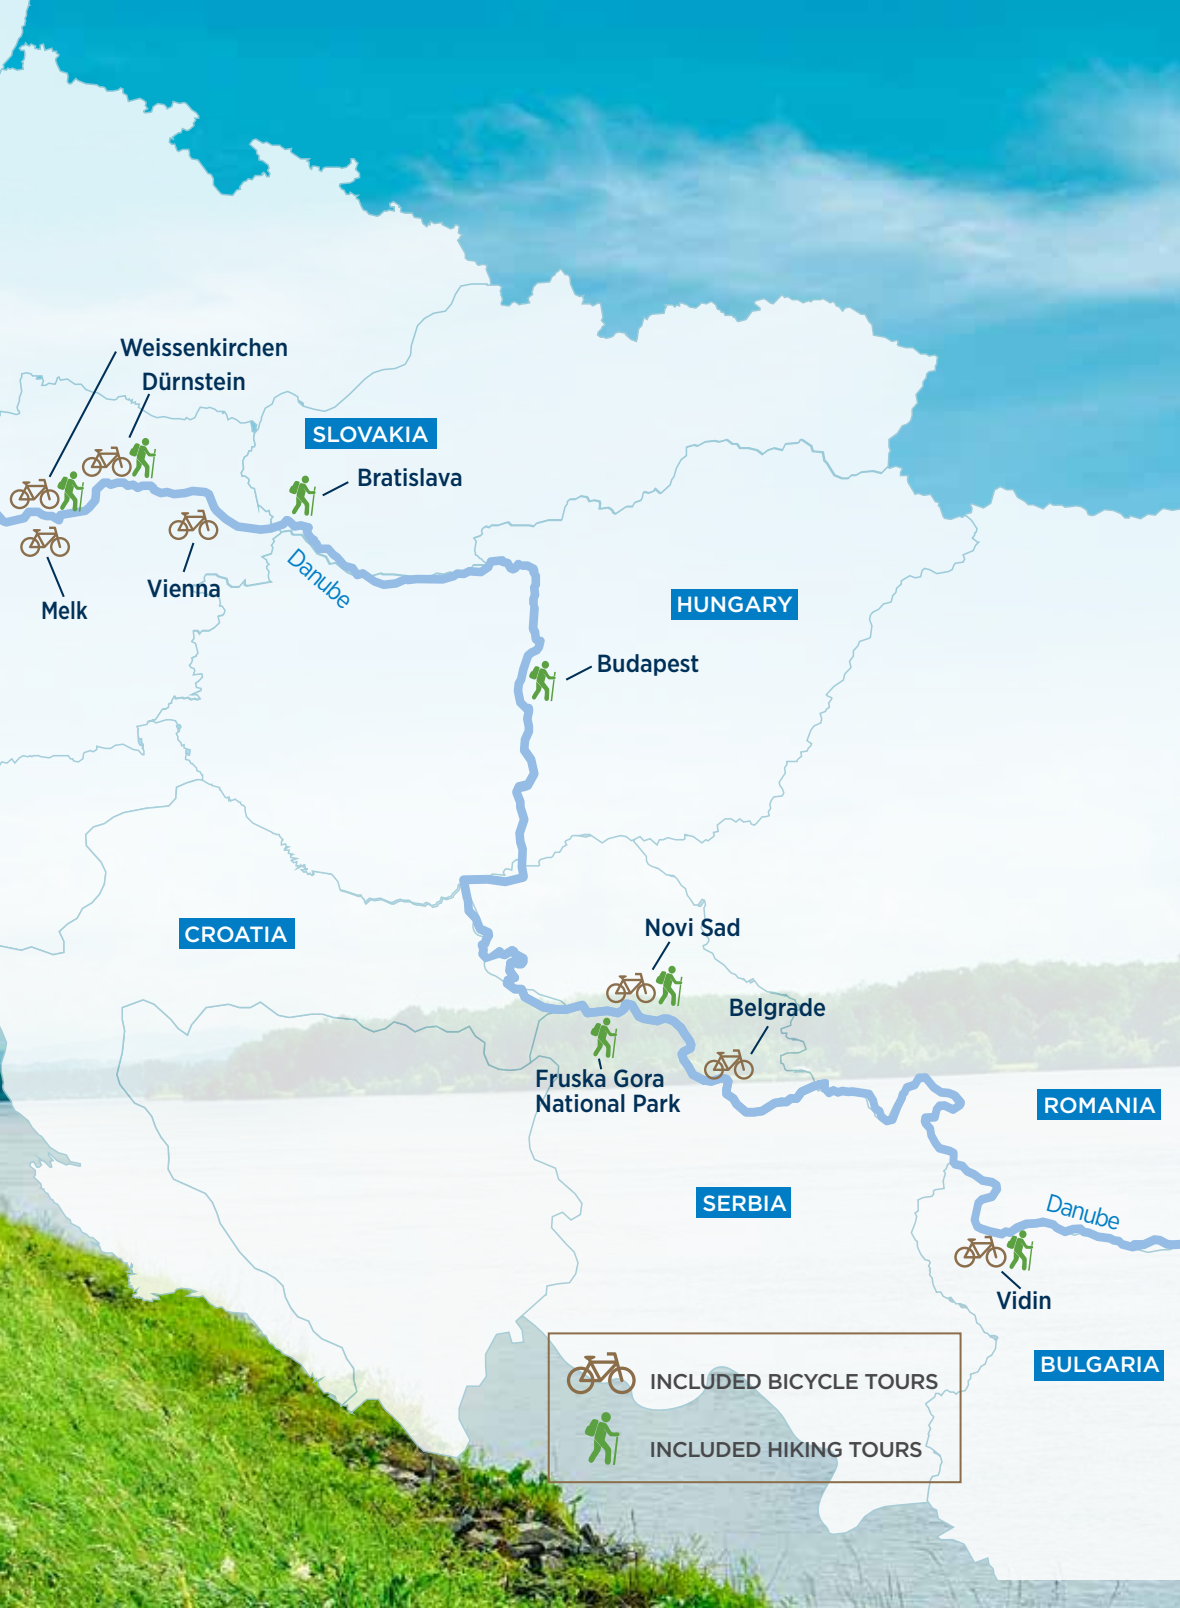 Weissenkirchen
Dürnstein
SLOVAKIA
Bratislava
Danube
Vienna
Melk
HUNGARY
Budapest
CROATIA
Novi Sad
Belgrade
Fruska Gora
National Park
ROMANIA
SERBIA
Danube
Vidin
BULGARIA
INCLUDED BICYCLE TOURS
INCLUDED HIKING TOURS